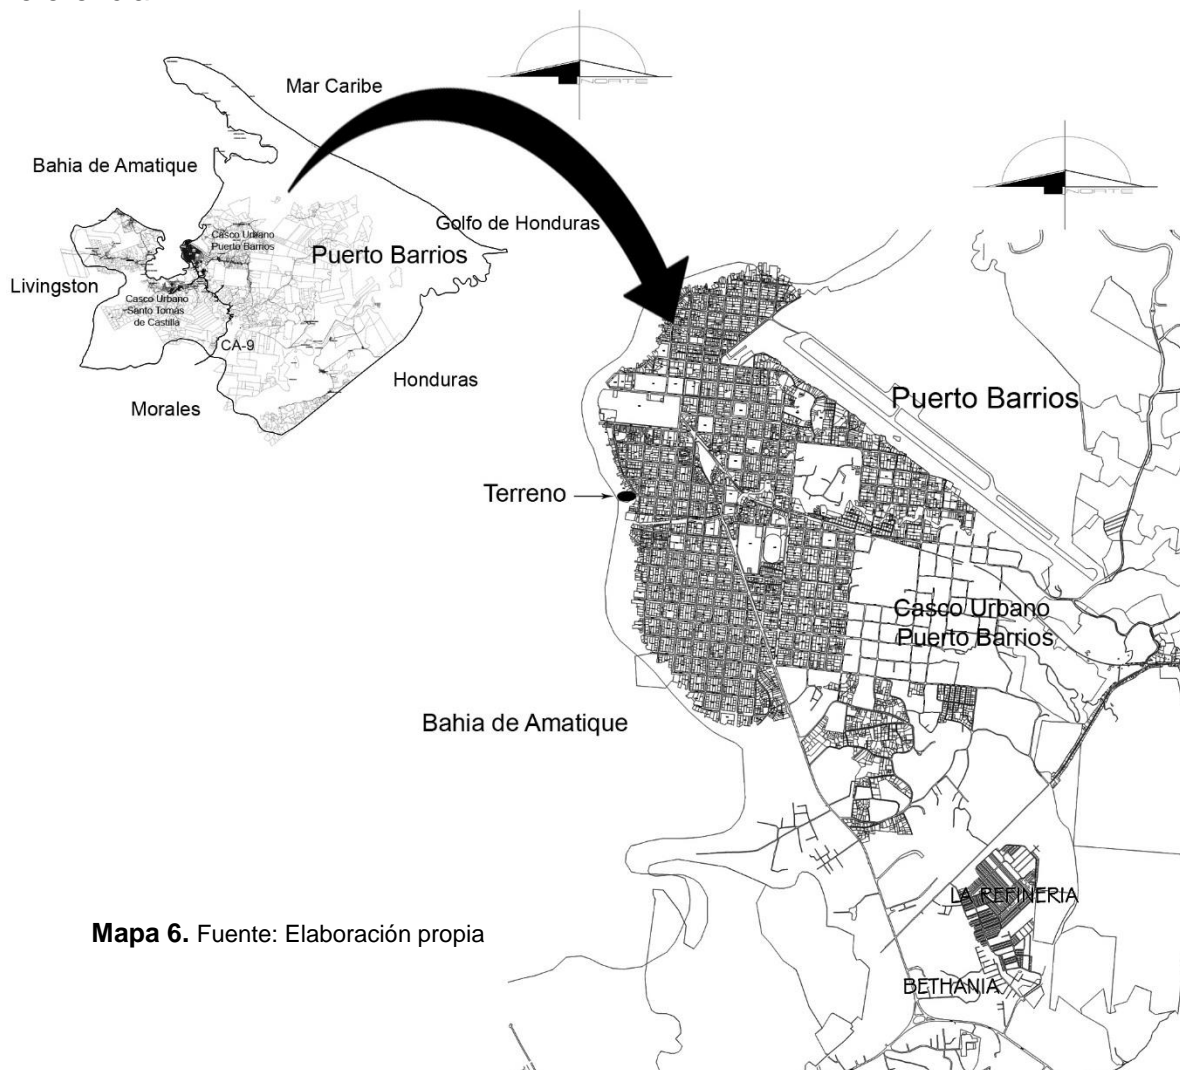 Mar Caribe
NORTE
Bahia de Amatique
NORTE
Golfo de Honduras
Casco Urbano
Puerto Barrios
Puerto Barrios
Livingston
Casco Urbano
Santo Tomás
de Castilla
CA-9
Honduras
Morales
Puerto Barrios
Terreno
Casco Urbano
Puerto Barrios
Bahia de Amatique
LA REFINERIA
Mapa 6. Fuente: Elaboración propia
BETHANIA